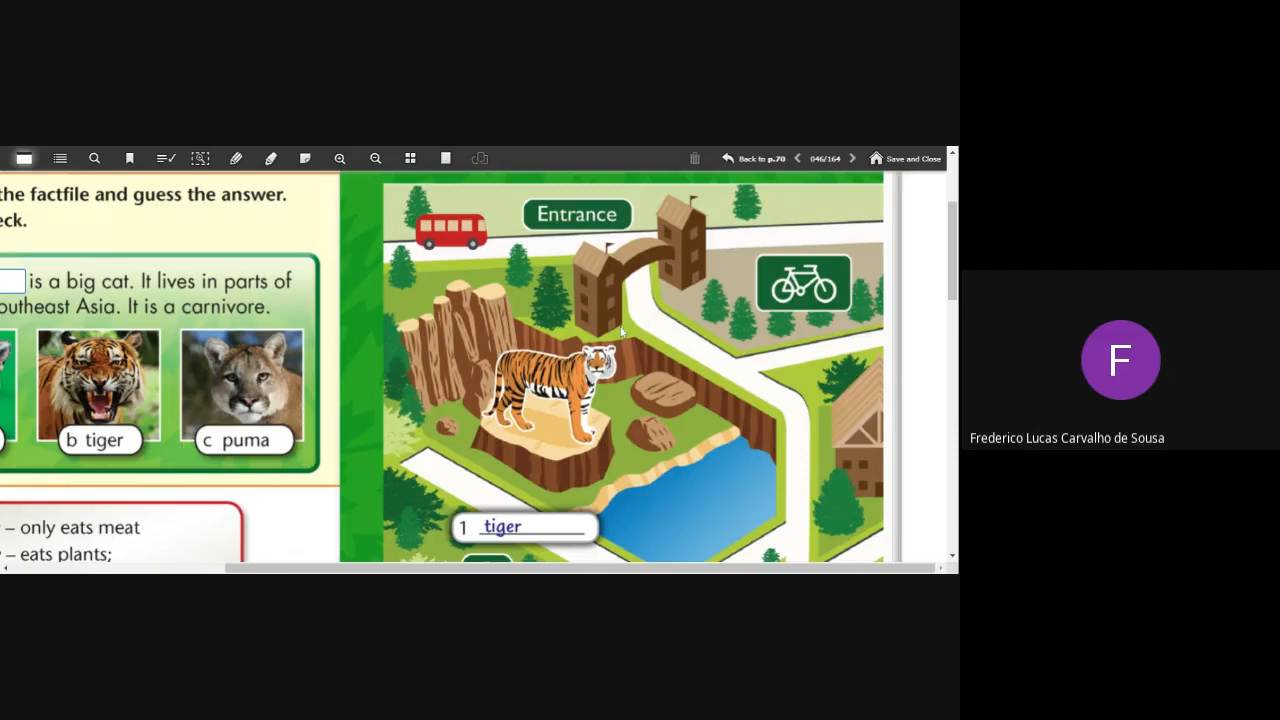 Back to p.70
046/164
Save and Close
the factfile and guess the answer.
eck.
is a big cat. It lives in parts of
outheast Asia. It is a carnivore.
b tiger
c puma
– only eats meat
– eats plants;
Entrance
1 tiger
F
Frederico Lucas Carvalho de Sousa